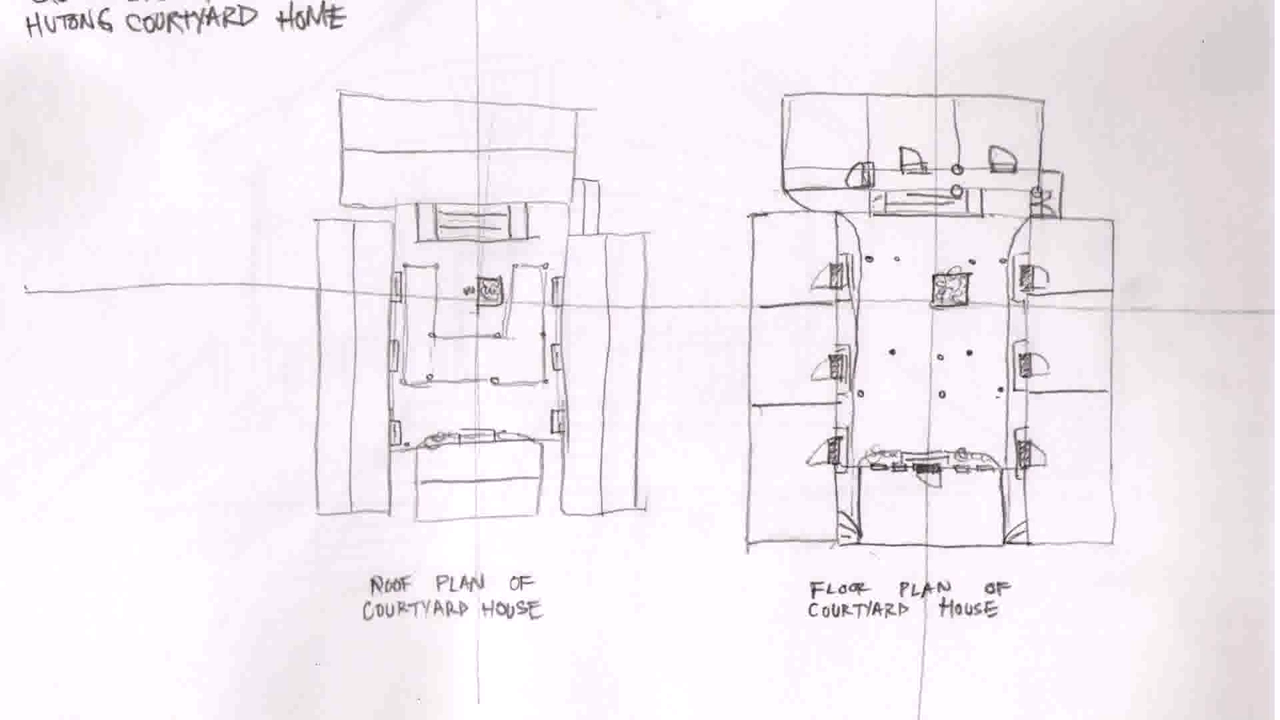 HUTONG COURTYARD HOME
ROOF PLAN OF
COURTYARD HOUSE
FLOOR PLAN OF
COURTYARD HOUSE